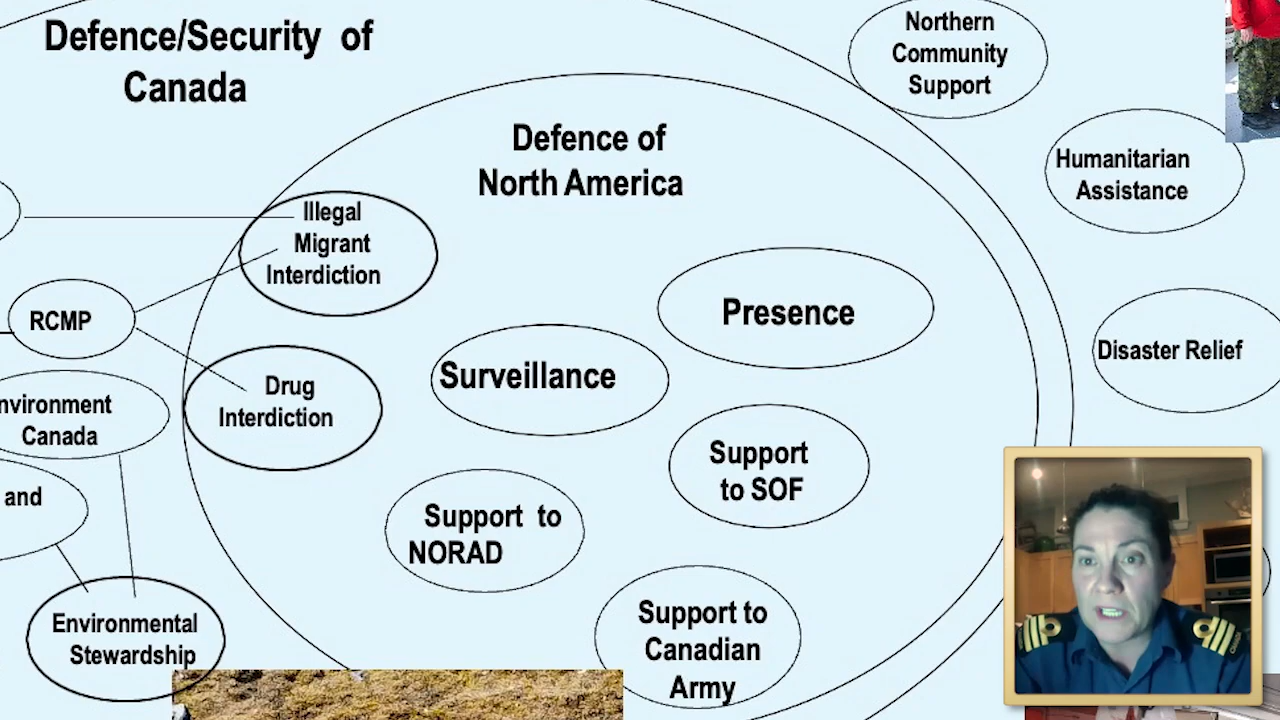 Defence/Security of
Canada
Northern
Community
Support
Defence of
North America
Humanitarian
Assistance
Illegal
Migrant
Interdiction
RCMP
Presence
Surveillance
Disaster Relief
Drug
Interdiction
Canada
and
Support
to SOF
Support to
NORAD
Environmental
Stewardship
Support to
Canadian
Army